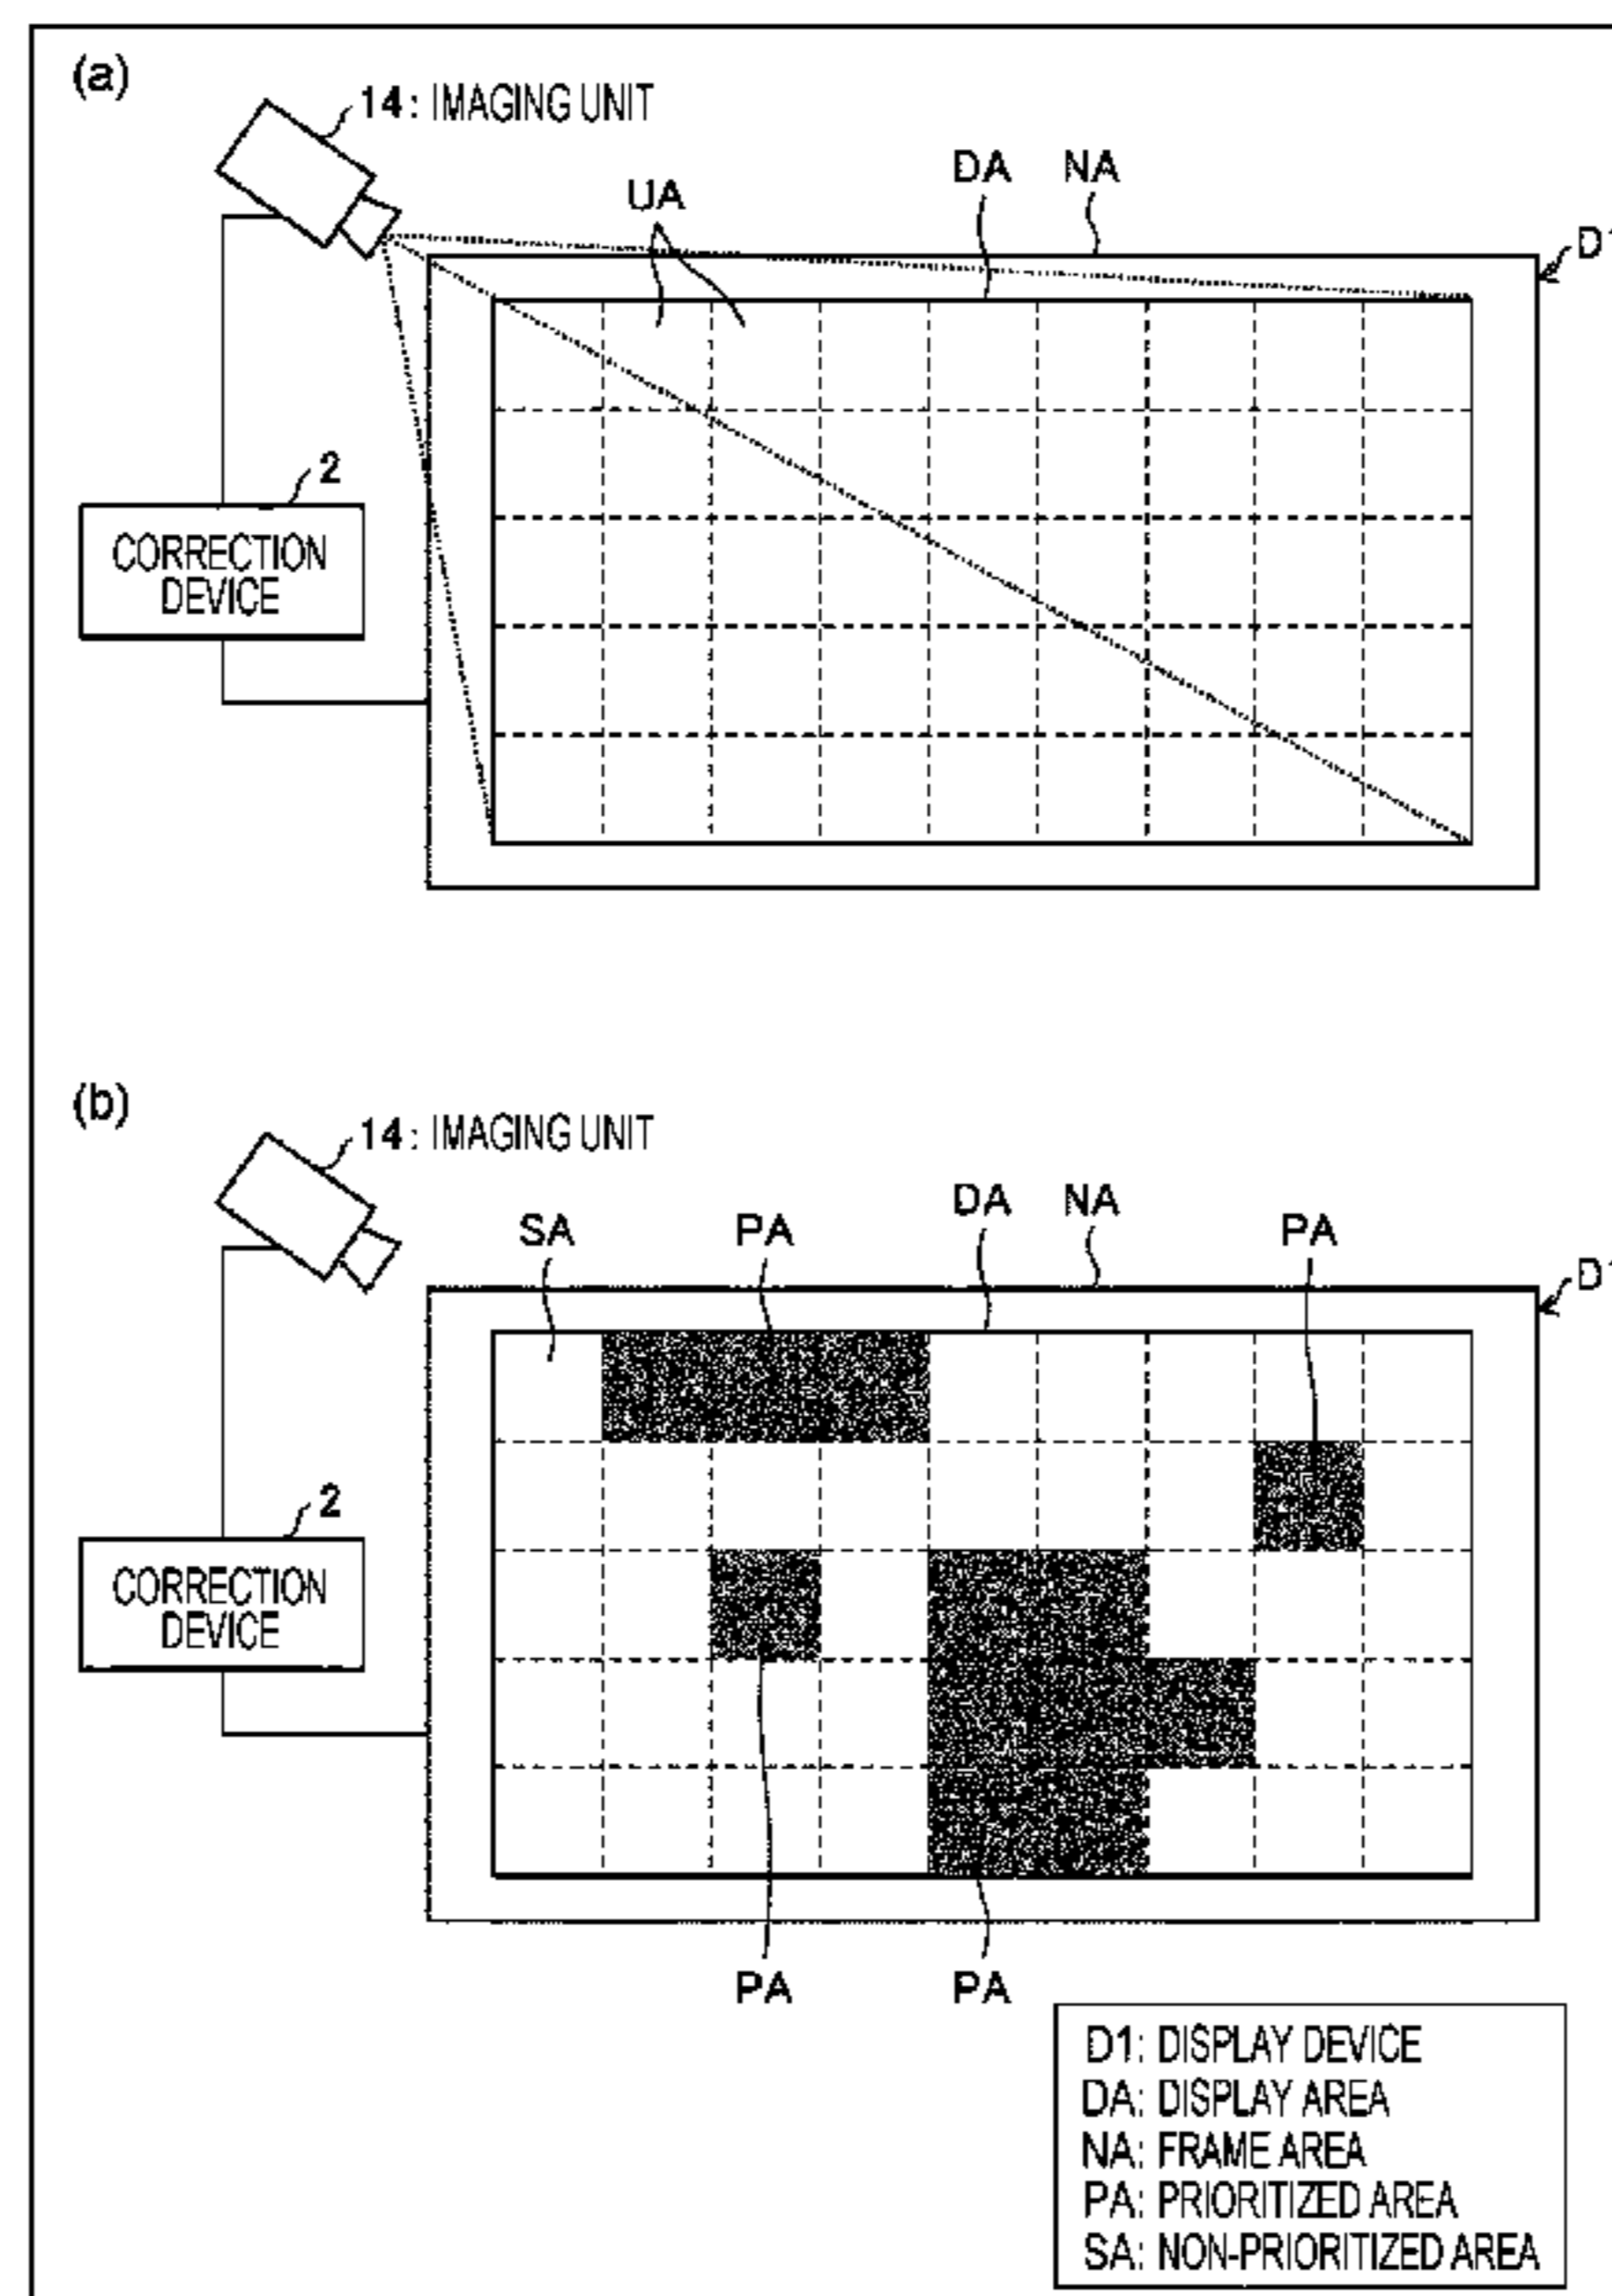 (a)
14: IMAGING UNIT
UA
DA
NA
D1
2
CORRECTION
DEVICE
(b)
14: IMAGING UNIT
SA
PA
DA
NA
PA
D1
2
CORRECTION
DEVICE
PA
PA
D1: DISPLAY DEVICE
DA: DISPLAY AREA
NA: FRAME AREA
PA: PRIORITIZED AREA
SA: NON-PRIORITIZED AREA